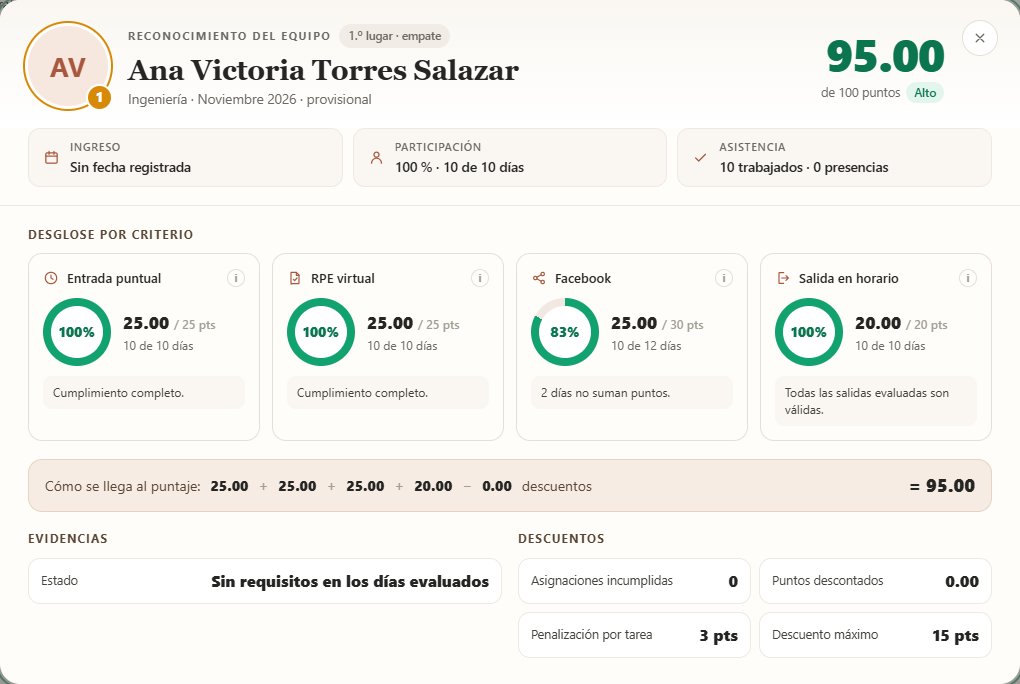 AV
1
RECONOCIMIENTO DEL EQUIPO 1.º lugar · empate
Ana Victoria Torres Salazar
Ingeniería · Noviembre 2026 · provisional
95.00
de 100 puntos Alto
INGRESO
Sin fecha registrada
PARTICIPACIÓN
100 % · 10 de 10 días
ASISTENCIA
10 trabajados · 0 presencias
DESGLOSE POR CRITERIO
Entrada puntual i
100%
25.00 / 25 pts
10 de 10 días
Cumplimiento completo.
RPE virtual i
100%
25.00 / 25 pts
10 de 10 días
Cumplimiento completo.
Facebook i
83%
25.00 / 30 pts
10 de 12 días
2 días no suman puntos.
Salida en horario i
100%
20.00 / 20 pts
10 de 10 días
Todas las salidas evaluadas son
válidas.
Cómo se llega al puntaje: 25.00 + 25.00 + 25.00 + 20.00 − 0.00 descuentos = 95.00
EVIDENCIAS
Estado Sin requisitos en los días evaluados
DESCUENTOS
Asignaciones incumplidas 0
Puntos descontados 0.00
Penalización por tarea 3 pts
Descuento máximo 15 pts